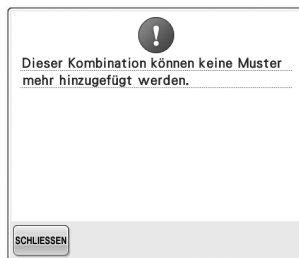 Dieser Kombination können keine Muster
mehr hinzugefügt werden.
SCHLIESSEN